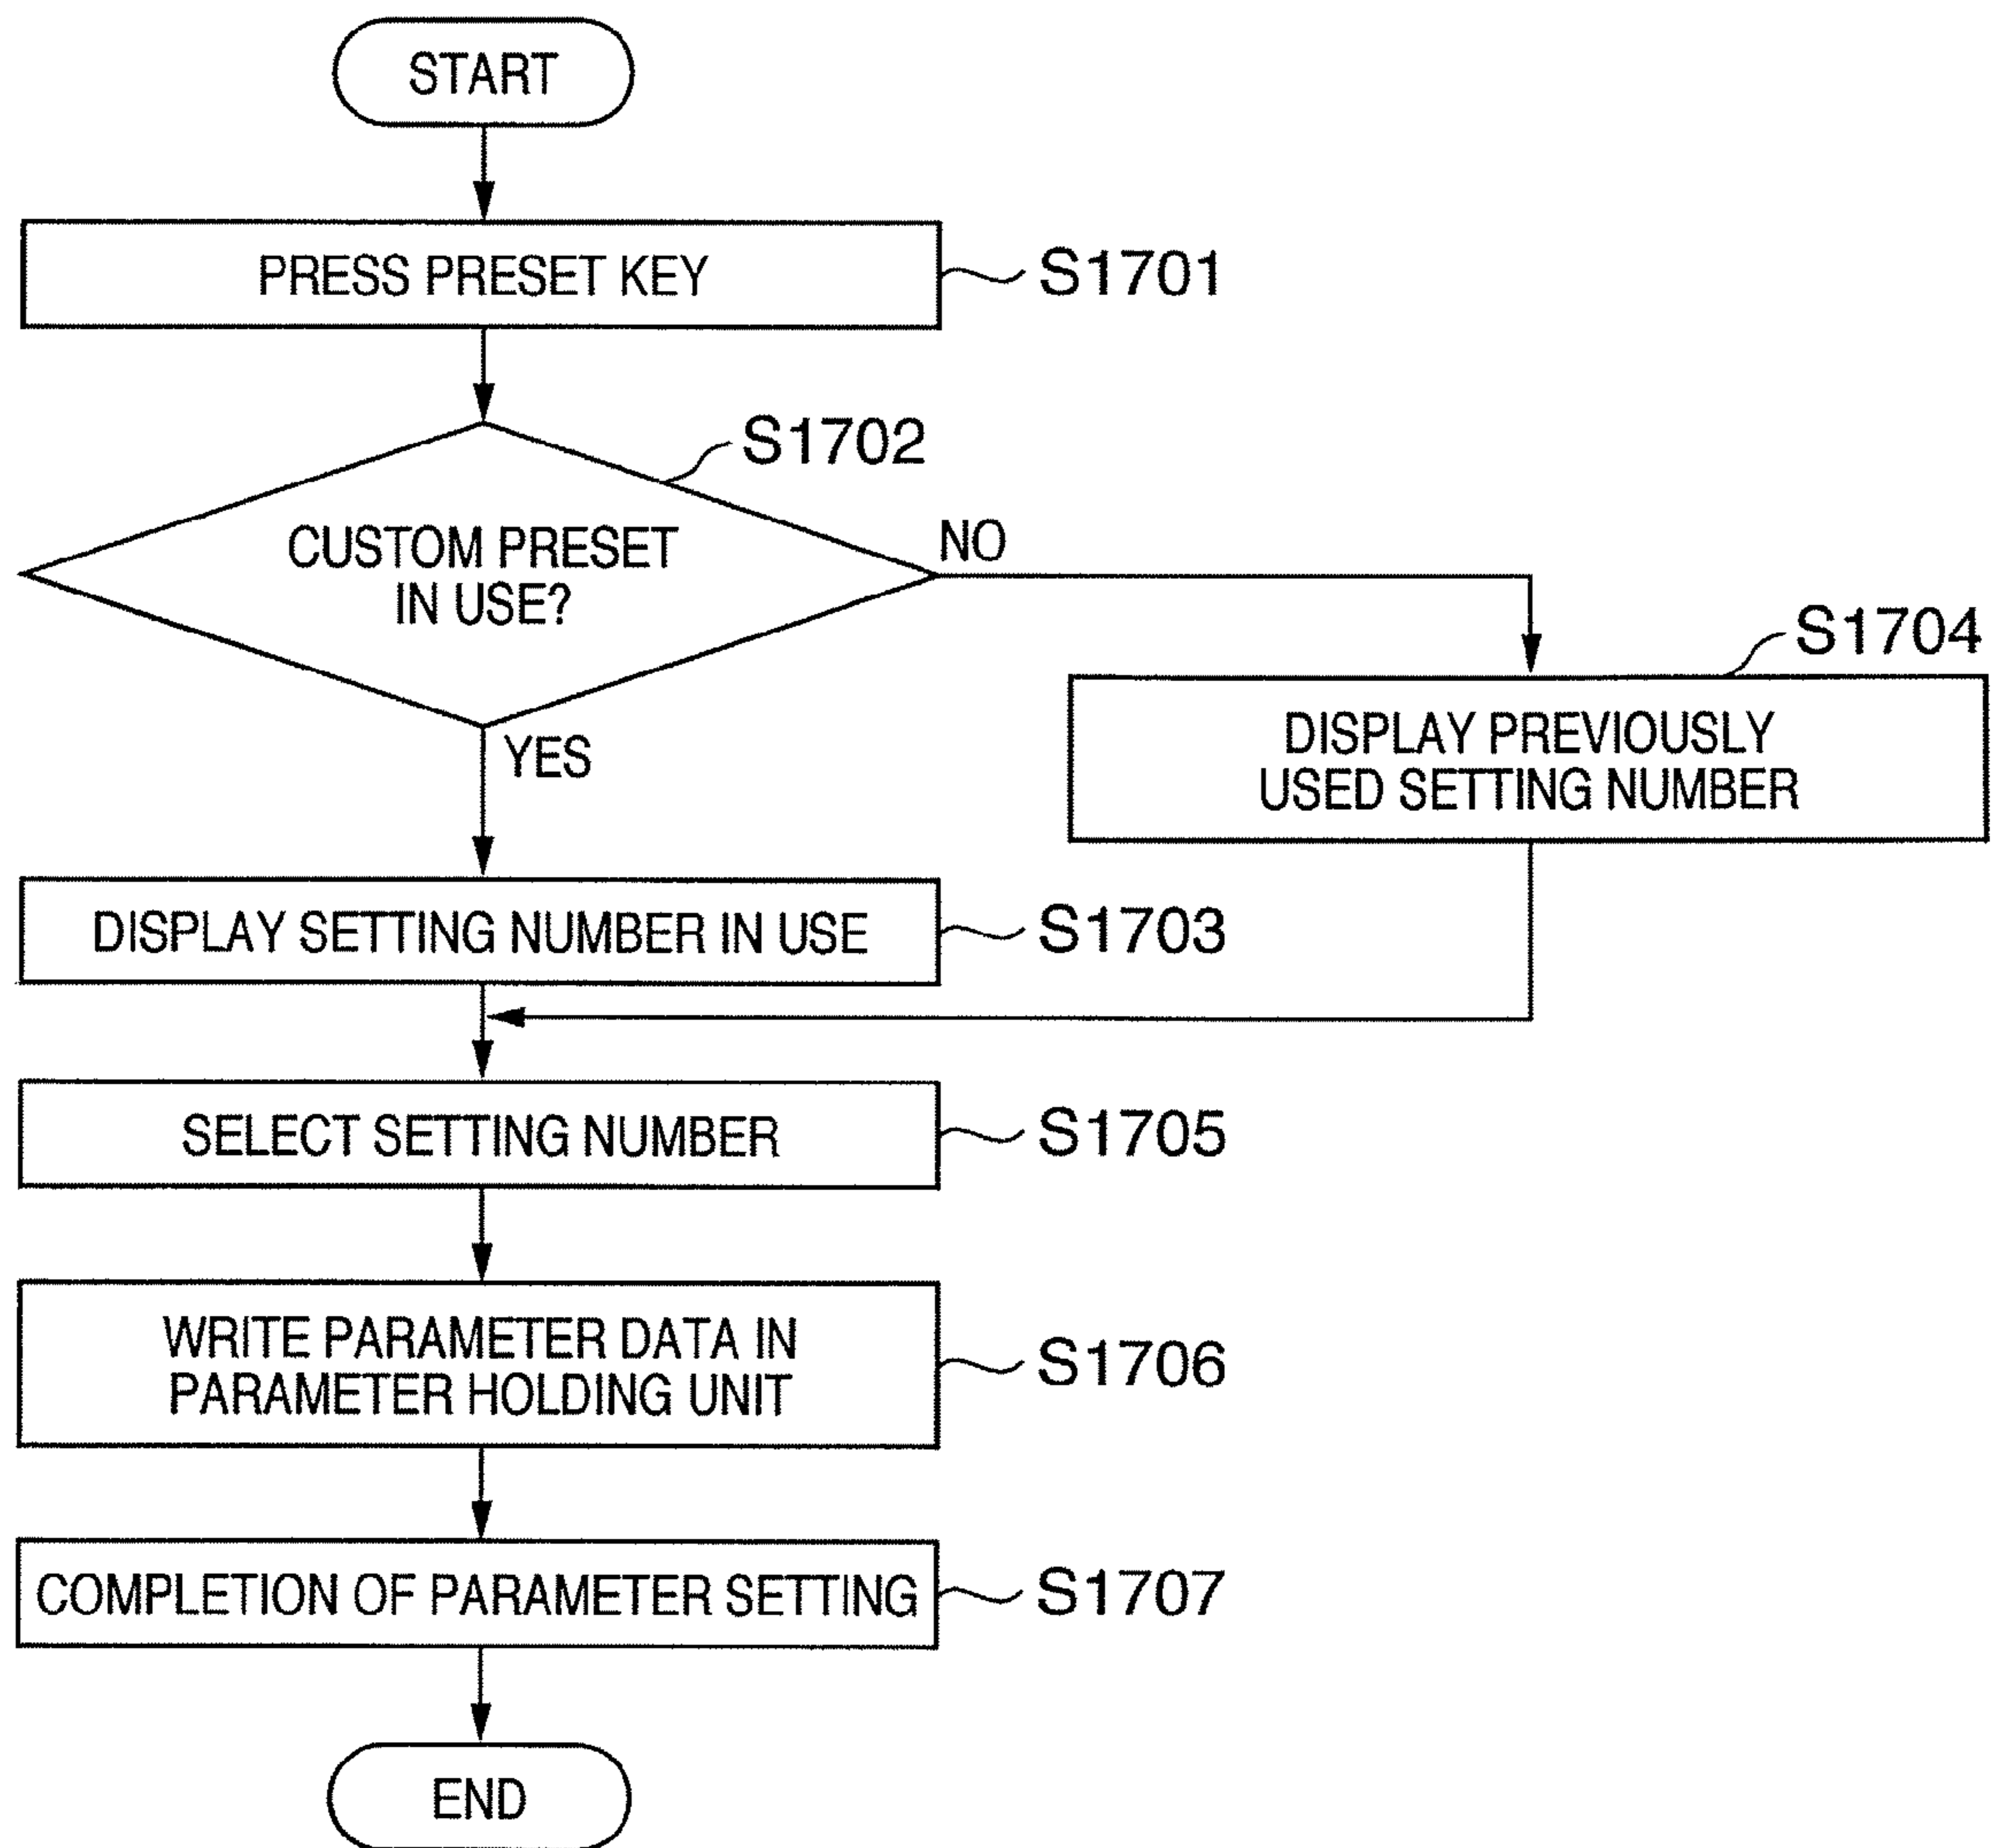 START
PRESS PRESET KEY
S1701
S1702
CUSTOM PRESET
IN USE?
NO
YES
S1704
DISPLAY PREVIOUSLY
USED SETTING NUMBER
DISPLAY SETTING NUMBER IN USE
S1703
SELECT SETTING NUMBER
S1705
WRITE PARAMETER DATA IN
PARAMETER HOLDING UNIT
S1706
COMPLETION OF PARAMETER SETTING
S1707
END